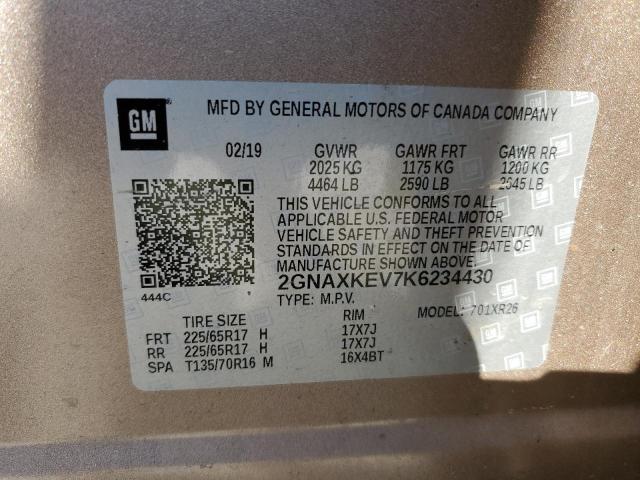 GM
MFD BY GENERAL MOTORS OF CANADA COMPANY
02/19 GVWR GAWR FRT GAWR RR
2025 KG 1175 KG 1200 KG
4464 LB 2590 LB 2645 LB
THIS VEHICLE CONFORMS TO ALL
APPLICABLE U.S. FEDERAL MOTOR
VEHICLE SAFETY AND THEFT PREVENTION
STANDARDS IN EFFECT ON THE DATE OF
MANUFACTURE SHOWN ABOVE.
2GNAXKEV7K6234430
444C
TYPE: M.P.V. MODEL: 701XR26
TIRE SIZE RIM
FRT 225/65R17 H 17X7J
RR 225/65R17 H 17X7J
SPA T135/70R16 M 16X4BT